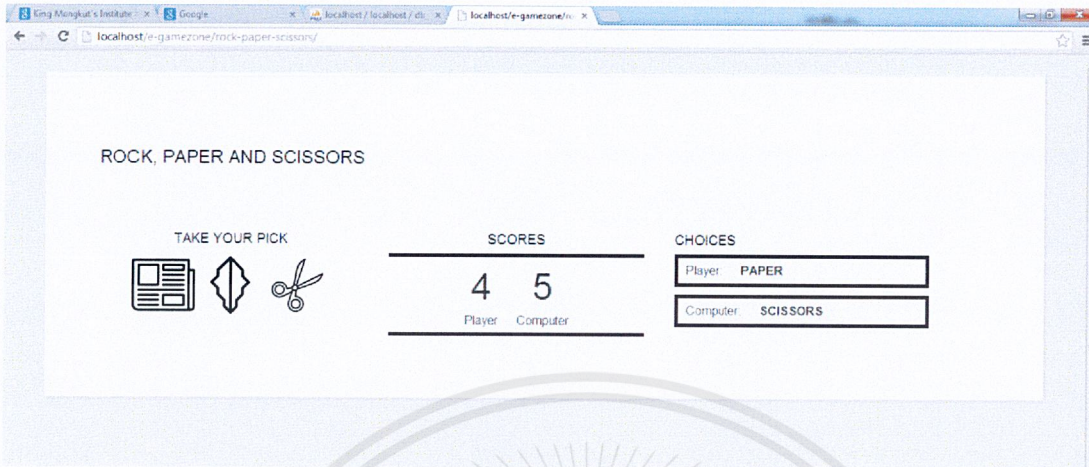 King Mongkut's Institute
Google
localhost / localhost / db
localhost/e-gamezone/ro
localhost/e-gamezone/rock-paper-scissors/
ROCK, PAPER AND SCISSORS
TAKE YOUR PICK
SCORES
4 5
Player Computer
CHOICES
Player: PAPER
Computer: SCISSORS